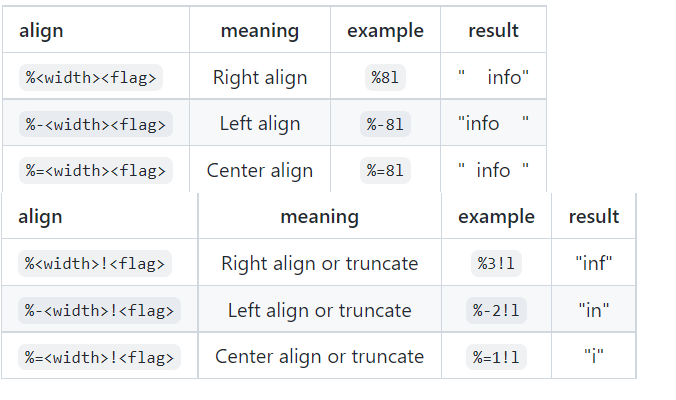 align meaning example result
%<width><flag> Right align %8l "    info"
%-<width><flag> Left align %-8l "info    "
%=<width><flag> Center align %=8l "  info  "
align meaning example result
%<width>!<flag> Right align or truncate %3!l "inf"
%-<width>!<flag> Left align or truncate %-2!l "in"
%=<width>!<flag> Center align or truncate %=1!l "i"